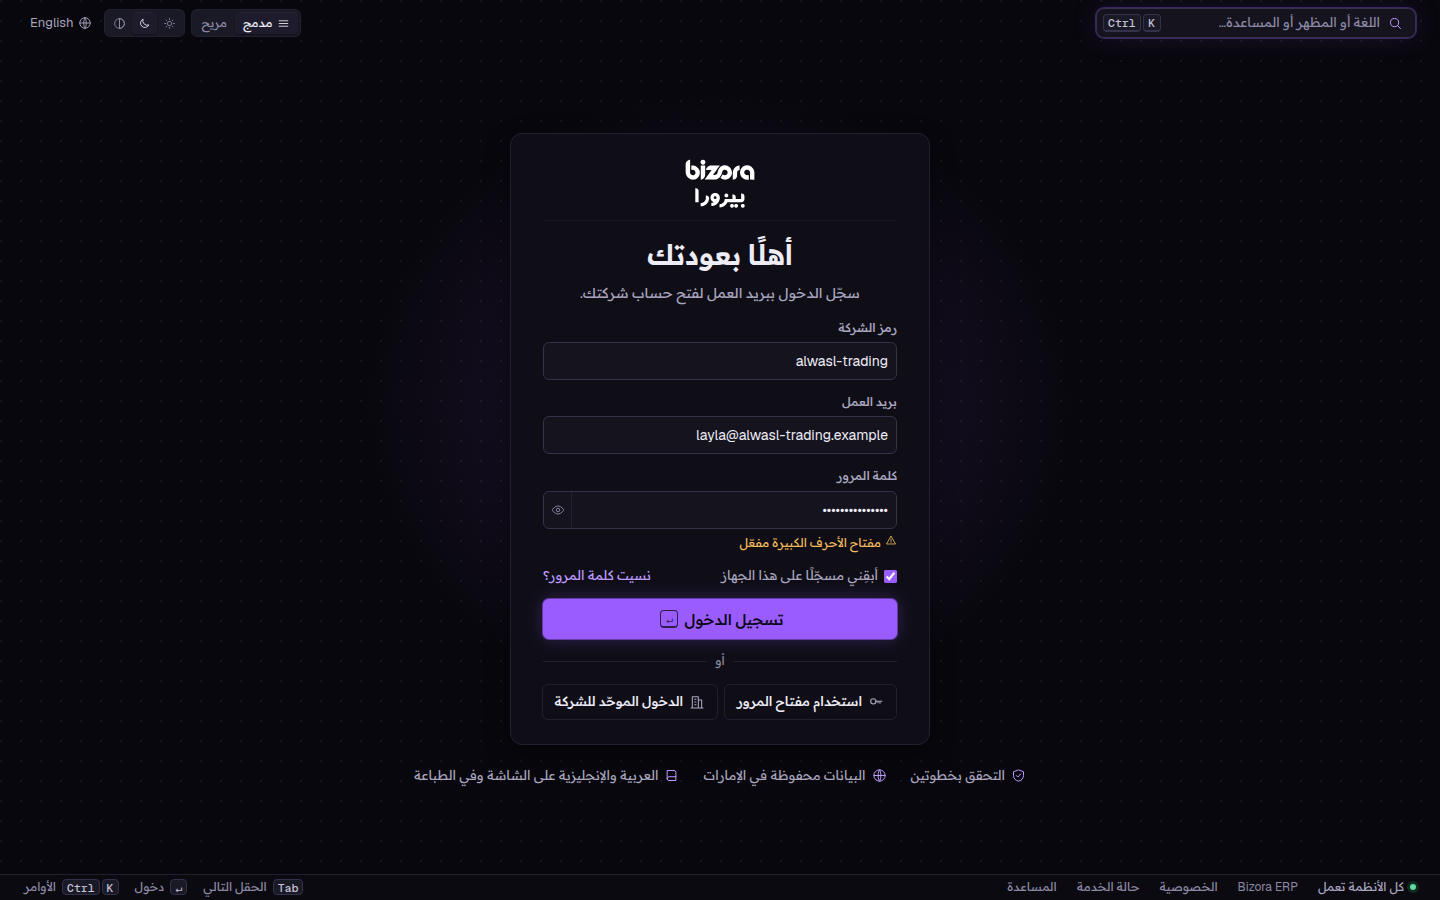 اللغة أو المظهر أو المساعدة... Ctrl K
مدمج مريح
English
bizora
بيزورا
أهلًا بعودتك
سجّل الدخول ببريد العمل لفتح حساب شركتك.
رمز الشركة
alwasl-trading
بريد العمل
layla@alwasl-trading.example
كلمة المرور
•••••••••••••••
مفتاح الأحرف الكبيرة مفعّل
أبقِني مسجّلًا على هذا الجهاز نسيت كلمة المرور؟
تسجيل الدخول ↵
أو
استخدام مفتاح المرور الدخول الموحّد للشركة
التحقق بخطوتين البيانات محفوظة في الإمارات العربية والإنجليزية على الشاشة وفي الطباعة
كل الأنظمة تعمل Bizora ERP الخصوصية حالة الخدمة المساعدة Tab الحقل التالي ↵ دخول Ctrl K الأوامر